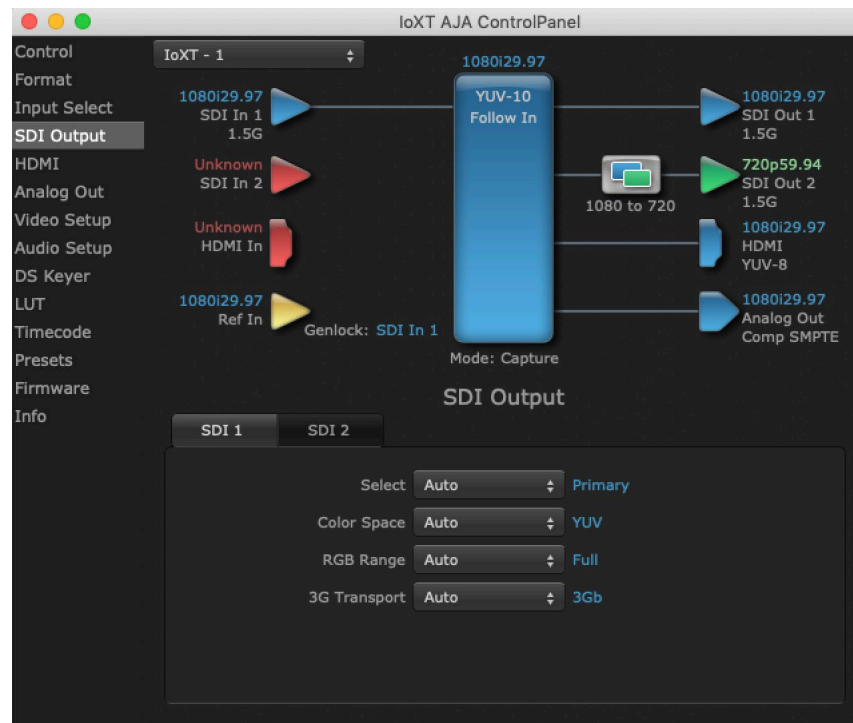 IoXT AJA ControlPanel
Control
Format
Input Select
SDI Output
HDMI
Analog Out
Video Setup
Audio Setup
DS Keyer
LUT
Timecode
Presets
Firmware
Info
IoXT - 1
1080i29.97
SDI In 1
1.5G
Unknown
SDI In 2
Unknown
HDMI In
1080i29.97
Ref In
Genlock: SDI In 1
1080i29.97
YUV-10
Follow In
Mode: Capture
1080 to 720
1080i29.97
SDI Out 1
1.5G
720p59.94
SDI Out 2
1.5G
1080i29.97
HDMI
YUV-8
1080i29.97
Analog Out
Comp SMPTE
SDI Output
SDI 1 SDI 2
Select Auto Primary
Color Space Auto YUV
RGB Range Auto Full
3G Transport Auto 3Gb